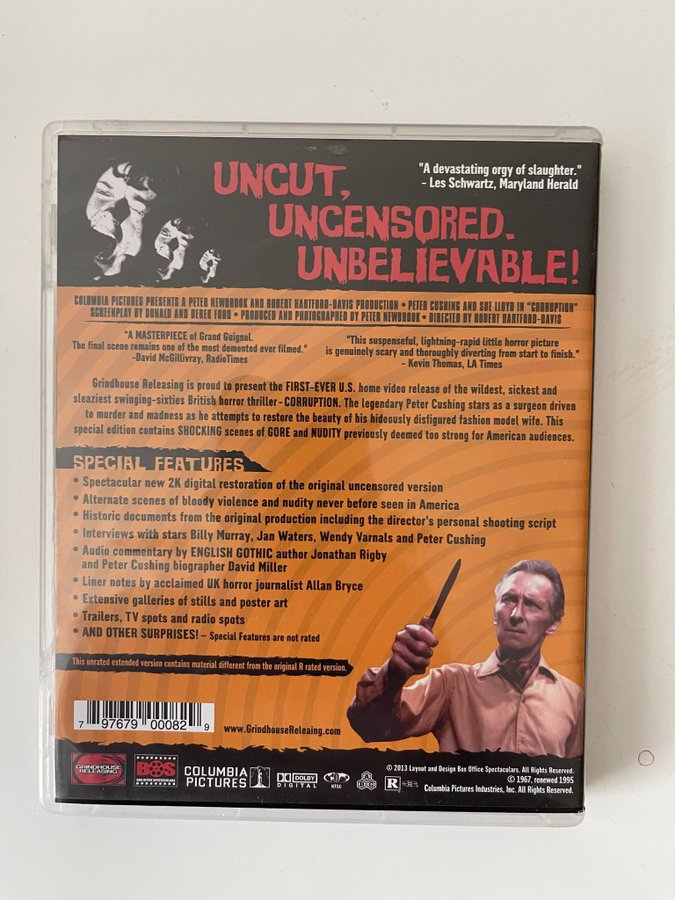 UNCUT,
UNCENSORED.
UNBELIEVABLE!
"A devastating orgy of slaughter."
– Les Schwartz, Maryland Herald
COLUMBIA PICTURES PRESENTS A PETER NEWBROOK AND ROBERT HARTFORD-DAVIS PRODUCTION • PETER CUSHING AND SUE LLOYD IN "CORRUPTION"
SCREENPLAY BY DONALD AND DEREK FORD • PRODUCED AND PHOTOGRAPHED BY PETER NEWBROOK • DIRECTED BY ROBERT HARTFORD-DAVIS
"A MASTERPIECE of Grand Guignol.
The final scene remains one of the most demented ever filmed."
-David McGillivray, RadioTimes
"This suspenseful, lightning-rapid little horror picture
is genuinely scary and thoroughly diverting from start to finish."
- Kevin Thomas, LA Times
Grindhouse Releasing is proud to present the FIRST-EVER U.S. home video release of the wildest, sickest and
sleaziest swinging-sixties British horror thriller - CORRUPTION. The legendary Peter Cushing stars as a surgeon driven
to murder and madness as he attempts to restore the beauty of his hideously disfigured fashion model wife. This
special edition contains SHOCKING scenes of GORE and NUDITY previously deemed too strong for American audiences.
SPECIAL FEATURES
• Spectacular new 2K digital restoration of the original uncensored version
• Alternate scenes of bloody violence and nudity never before seen in America
• Historic documents from the original production including the director's personal shooting script
• Interviews with stars Billy Murray, Jan Waters, Wendy Varnals and Peter Cushing
• Audio commentary by ENGLISH GOTHIC author Jonathan Rigby
and Peter Cushing biographer David Miller
• Liner notes by acclaimed UK horror journalist Allan Bryce
• Extensive galleries of stills and poster art
• Trailers, TV spots and radio spots
• AND OTHER SURPRISES! – Special Features are not rated
This unrated extended version contains material different from the original R rated version.
7 97679 00082 9
www.GrindhouseReleaing.com
GRINDHOUSE
RELEASING
BOS
COLUMBIA
PICTURES
DOLBY
DIGITAL
NTSC
R
© 2013 Layout and Design Box Office Spectaculars. All Rights Reserved.
© 1967, renewed 1995
Columbia Pictures Industries, Inc. All Rights Reserved.